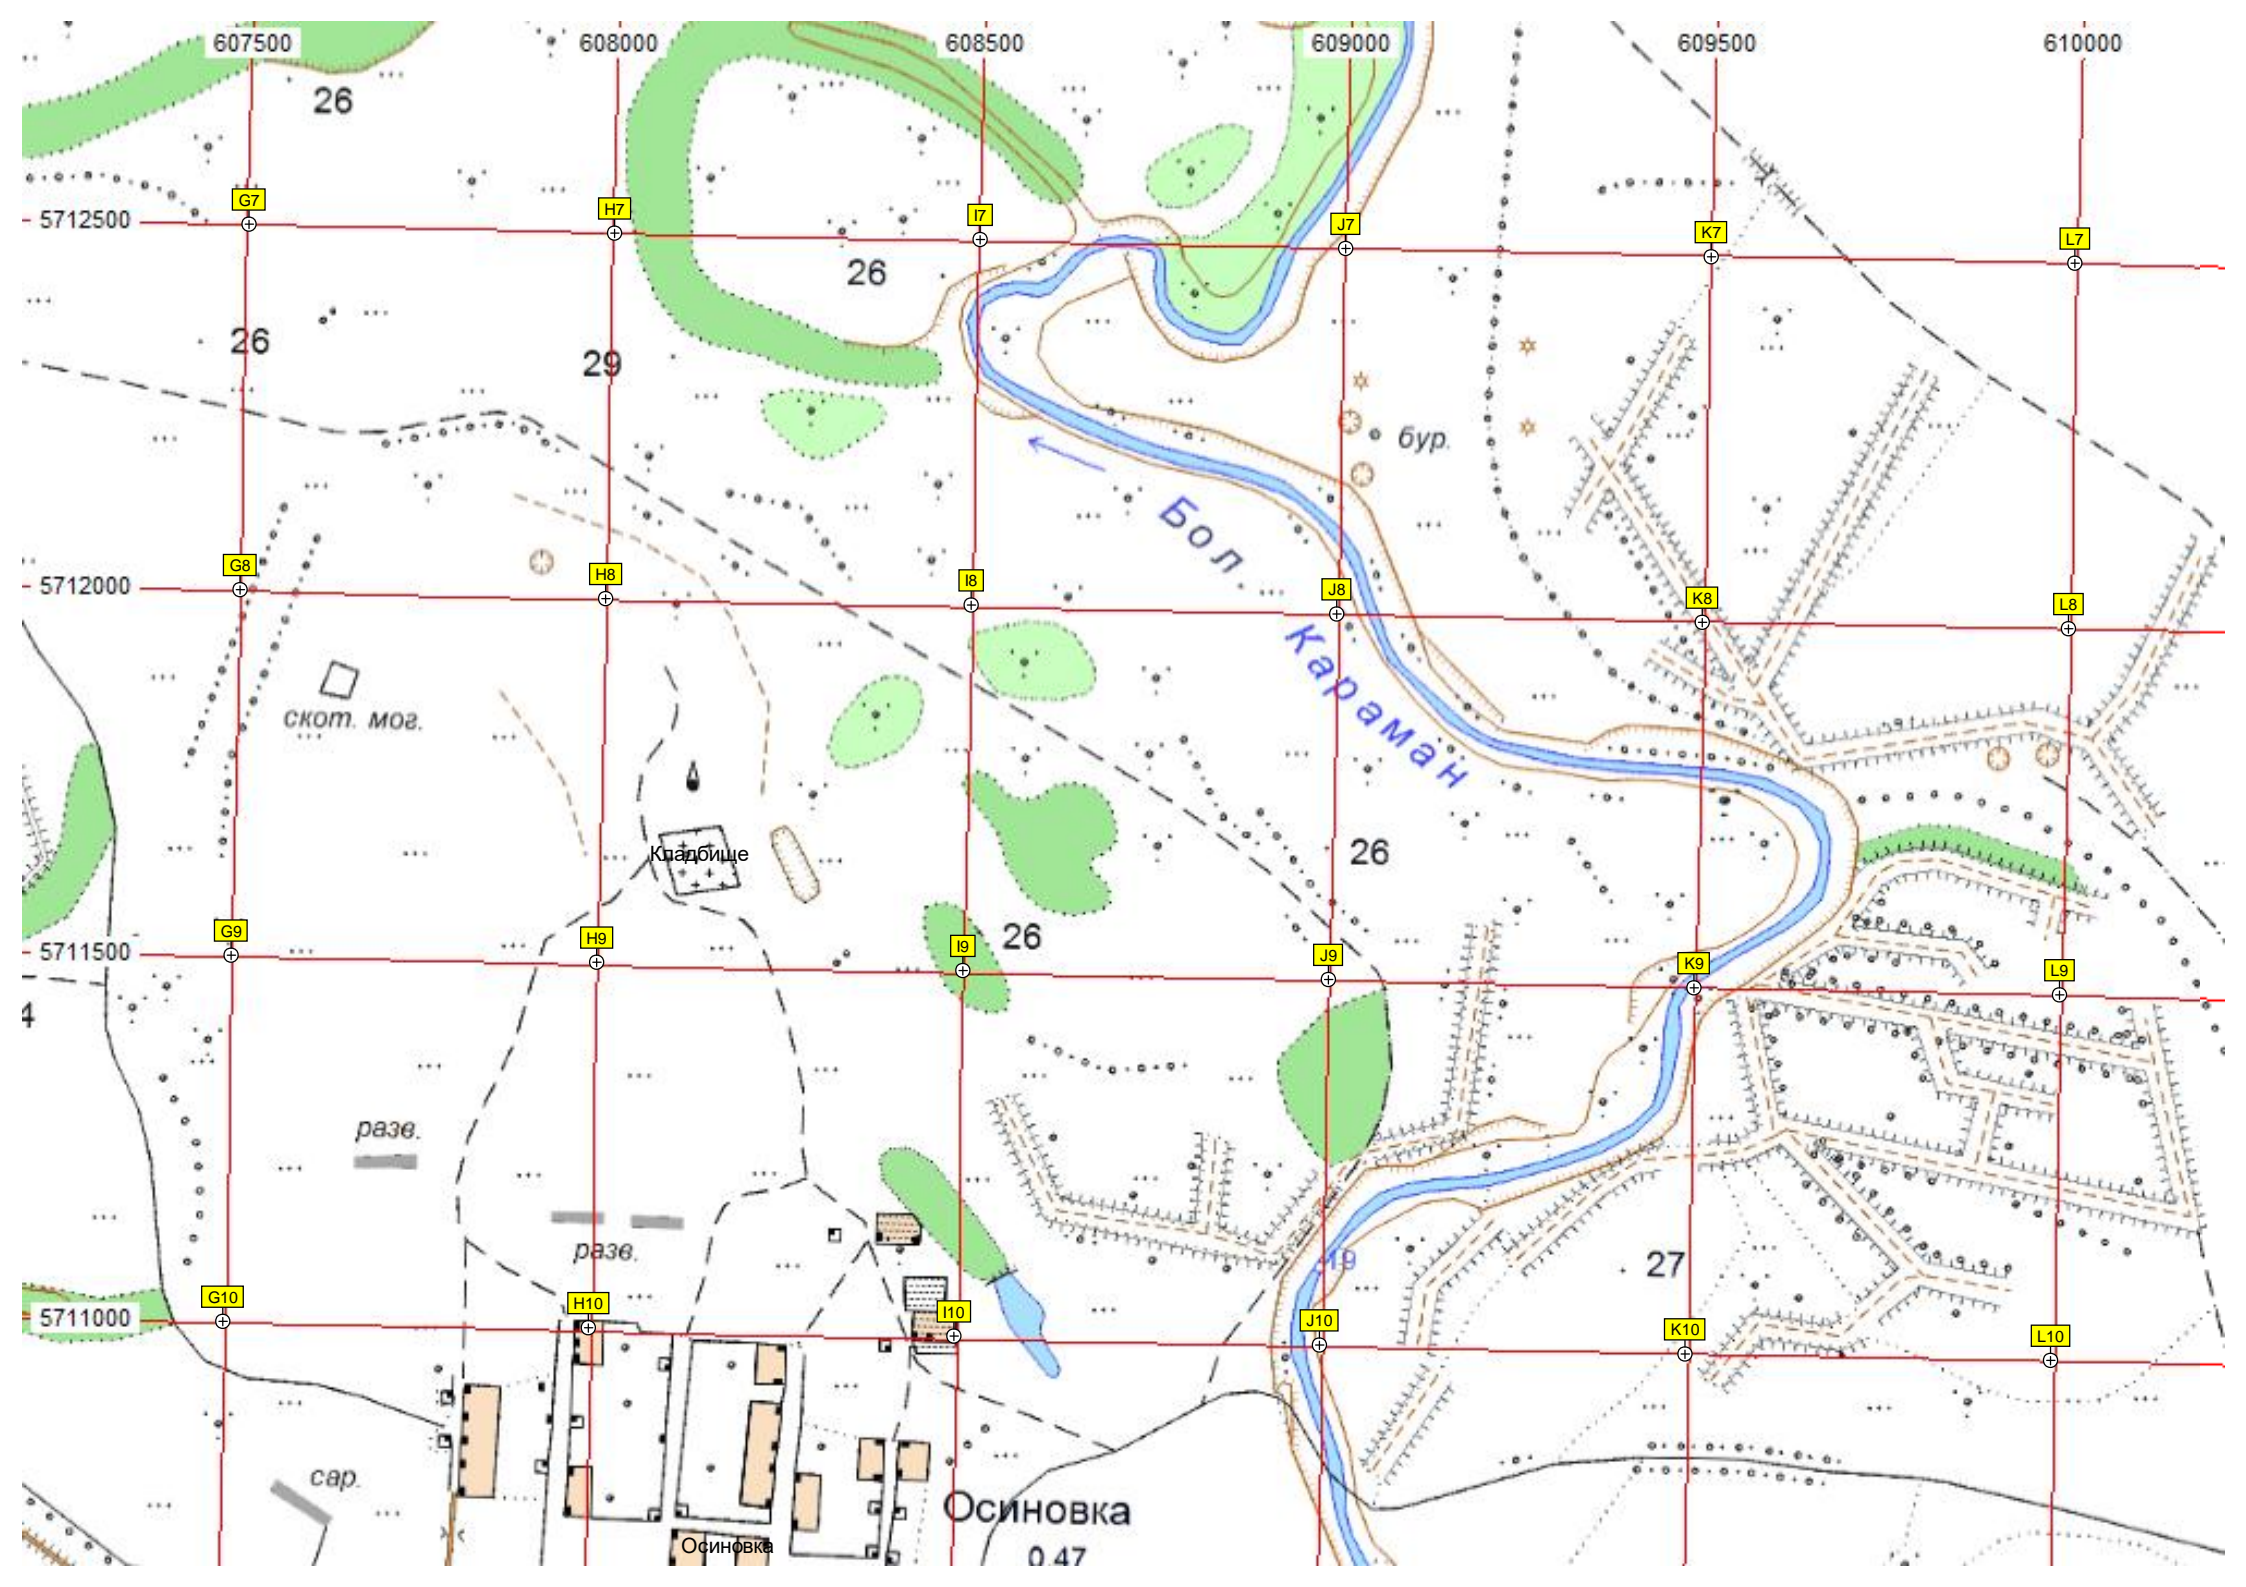 607500 608000 608500 609000 609500 610000
26
G7 H7 I7 J7 K7 L7
5712500
26
26
29
бур.
Бол.
G8 H8 I8 J8 K8 L8
5712000
Караман
скот. мог.
Кладбище
26
26
G9 H9 I9 J9 K9 L9
5711500
4
разв.
разв.
19
27
G10 H10 I10 J10 K10 L10
5711000
сар.
Осиновка
Осиновка
0.47